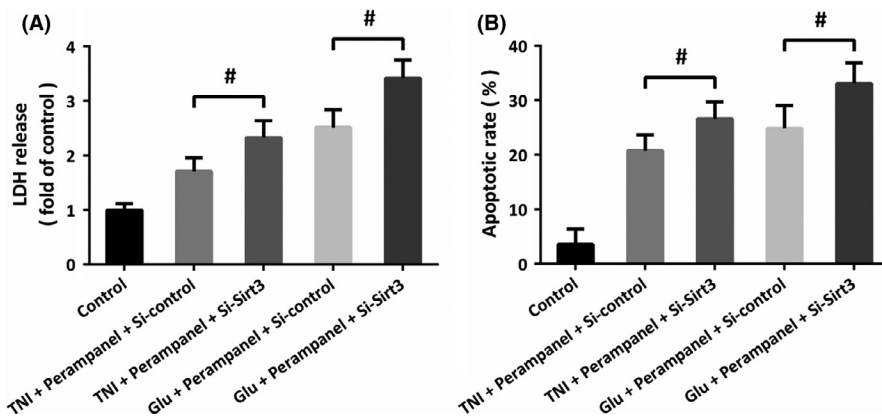 (A)
LDH release
( fold of control )
4
3
2
1
0
#
#
Control
TNI + Perampanel + Si-control
TNI + Perampanel + Si-Sirt3
Glu + Perampanel + Si-control
Glu + Perampanel + Si-Sirt3
(B)
Apoptotic rate ( % )
40
30
20
10
0
#
#
Control
TNI + Perampanel + Si-control
TNI + Perampanel + Si-Sirt3
Glu + Perampanel + Si-control
Glu + Perampanel + Si-Sirt3